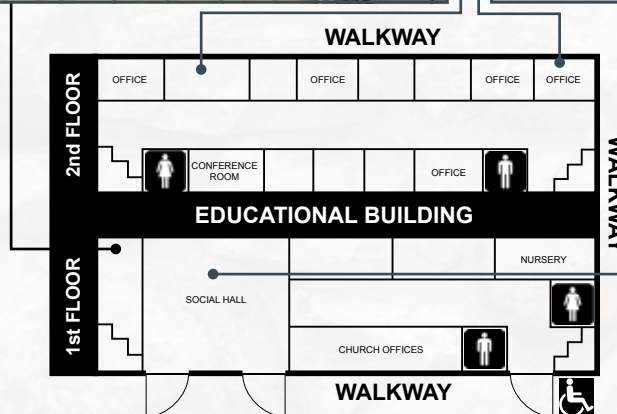 WALKWAY
2nd FLOOR
OFFICE
OFFICE
OFFICE
OFFICE
CONFERENCE
ROOM
OFFICE
WALKWAY
EDUCATIONAL BUILDING
1st FLOOR
NURSERY
SOCIAL HALL
CHURCH OFFICES
WALKWAY